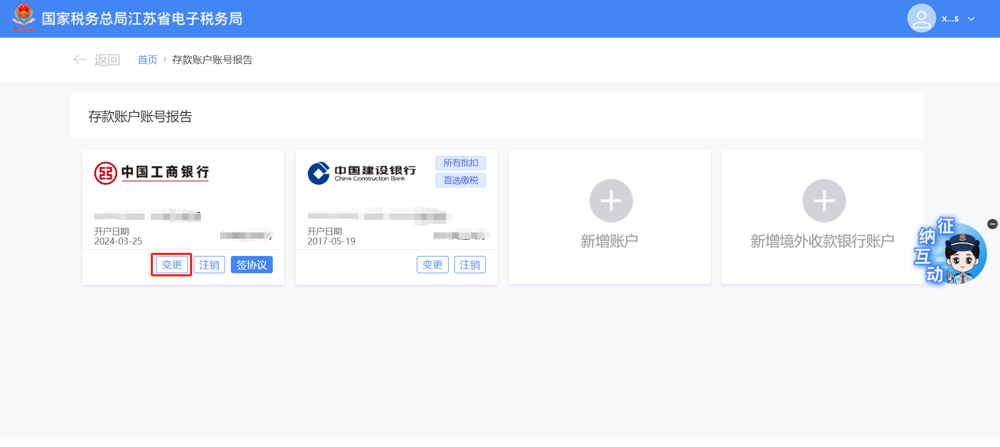 国家税务总局江苏省电子税务局
x...s
返回 首页 › 存款账户账号报告
存款账户账号报告
中国工商银行
开户日期
2024-03-25
变更 注销 签协议
中国建设银行
China Construction Bank
所有批扣
首选缴税
开户日期
2017-05-19
变更 注销
新增账户
新增境外收款银行账户
征
纳
互
动